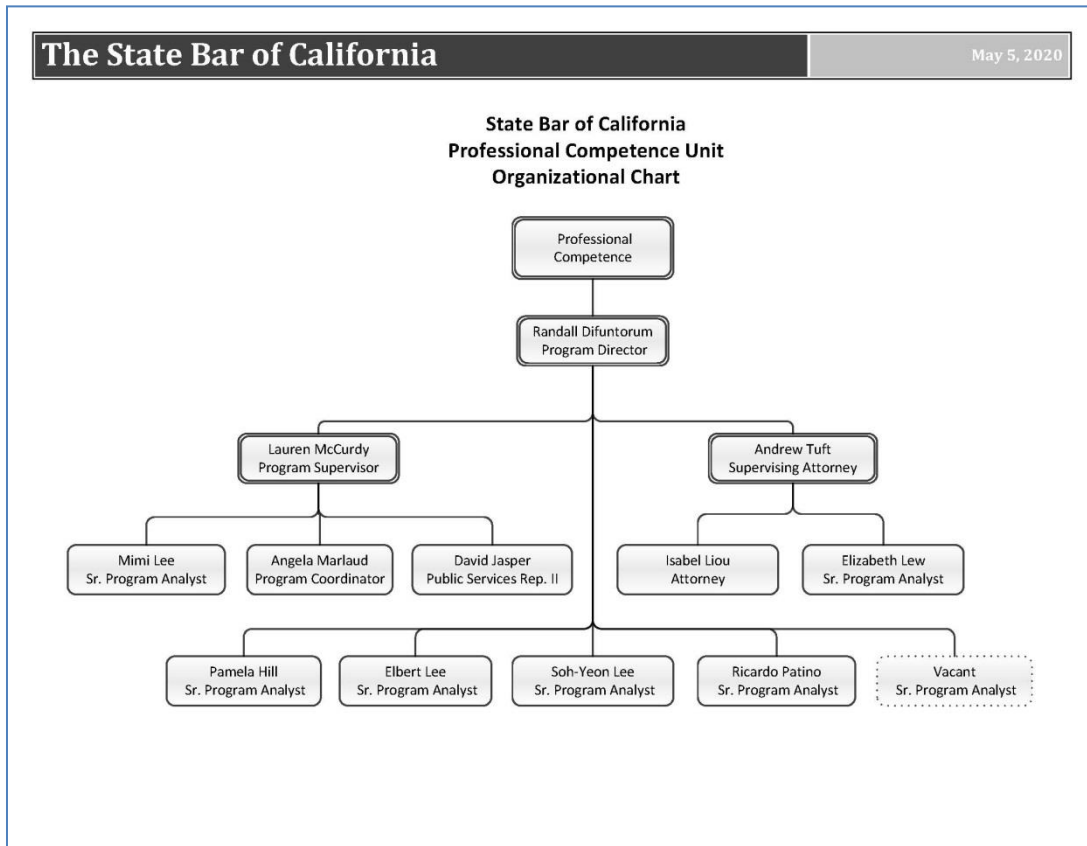 The State Bar of California
May 5, 2020
State Bar of California
Professional Competence Unit
Organizational Chart
Professional
Competence
Randall Difuntorum
Program Director
Lauren McCurdy
Program Supervisor
Andrew Tuft
Supervising Attorney
Mimi Lee
Sr. Program Analyst
Angela Marlaud
Program Coordinator
David Jasper
Public Services Rep. II
Isabel Liou
Attorney
Elizabeth Lew
Sr. Program Analyst
Pamela Hill
Sr. Program Analyst
Elbert Lee
Sr. Program Analyst
Soh-Yeon Lee
Sr. Program Analyst
Ricardo Patino
Sr. Program Analyst
Vacant
Sr. Program Analyst